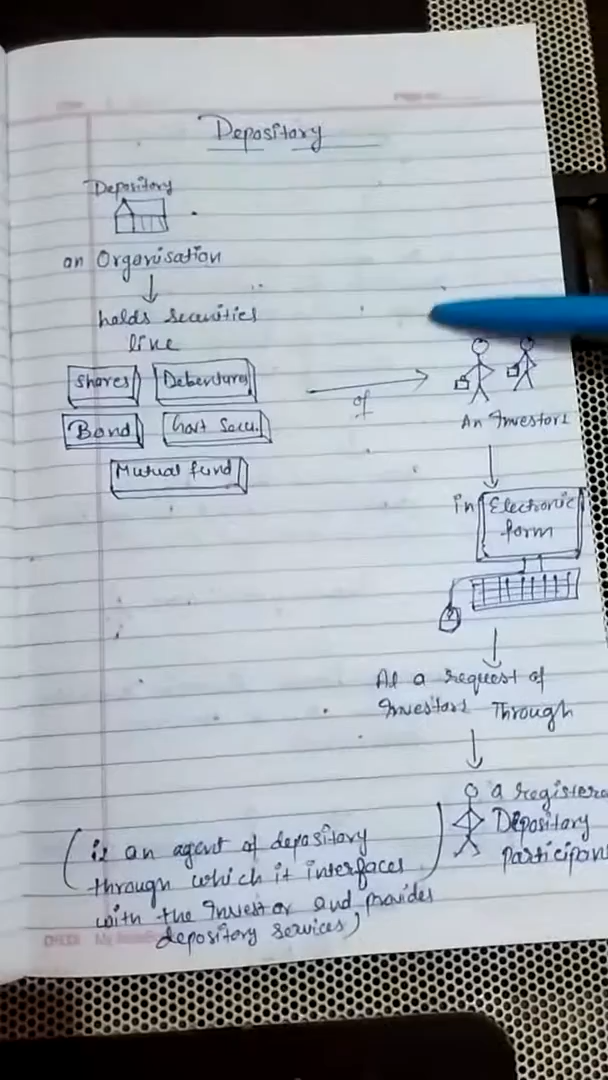 Depository
Depository
an Organisation
holds securities
like
Shares
Debentures
Bond
Govt Secu.
Mutual fund
of
An Investors
in Electronic
form
At a request of
Investors Through
a registere
Depository
participan
(is an agent of depository
through which it interfaces
with the Investor and provides
depository services)